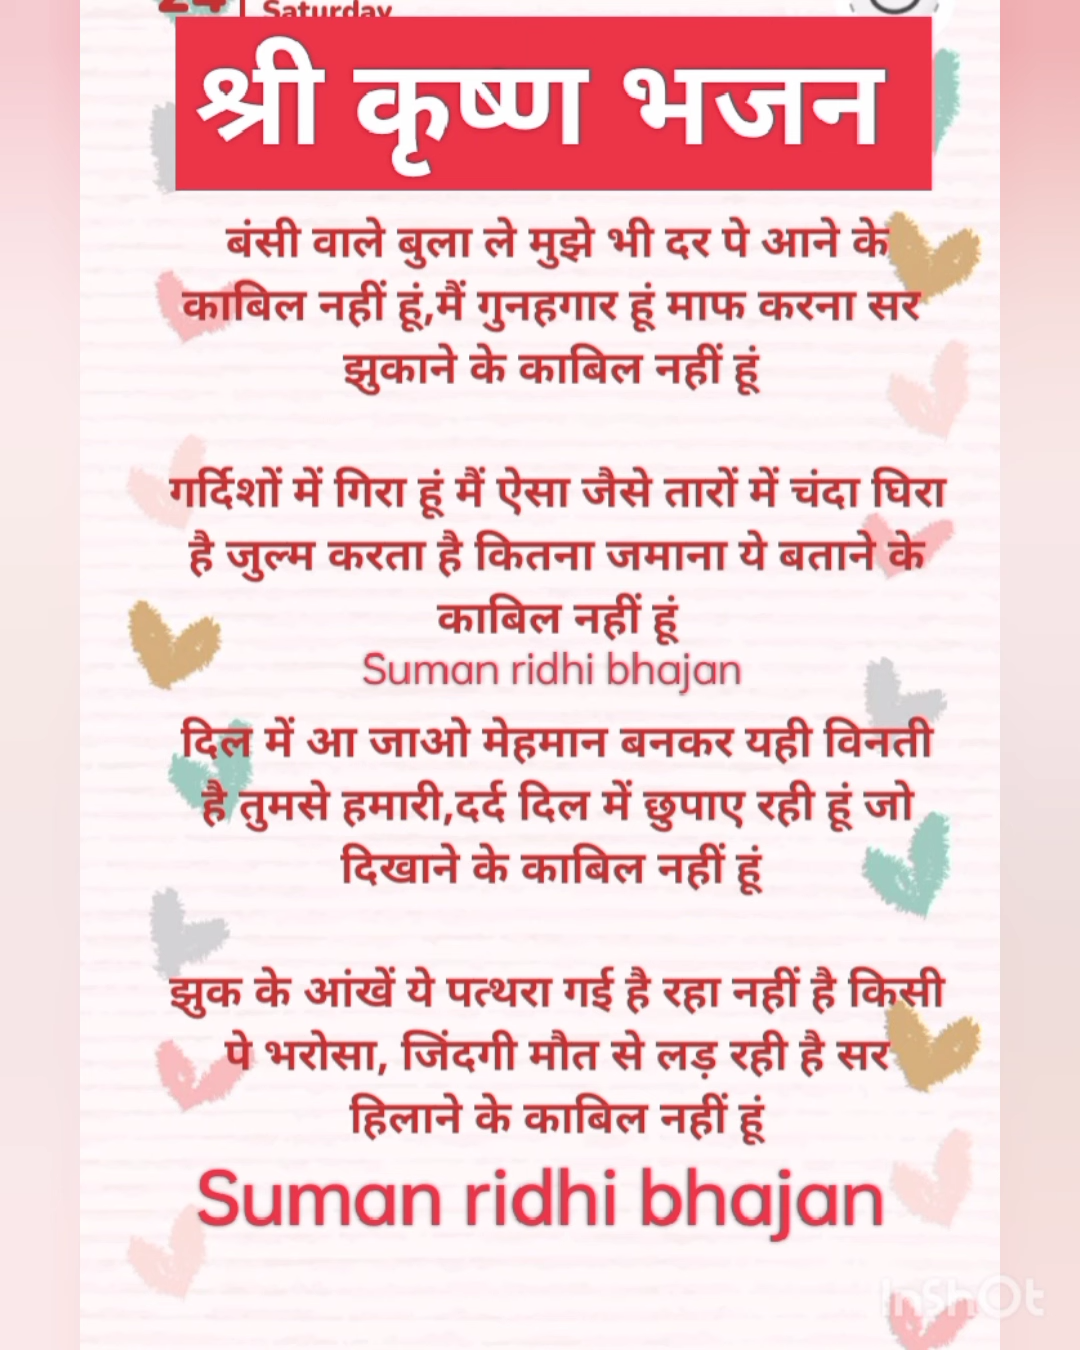 24 Saturday
श्री कृष्ण भजन
बंसी वाले बुला ले मुझे भी दर पे आने के
काबिल नहीं हूं,मैं गुनहगार हूं माफ करना सर
झुकाने के काबिल नहीं हूं
गर्दिशों में गिरा हूं मैं ऐसा जैसे तारों में चंदा घिरा
है जुल्म करता है कितना जमाना ये बताने के
काबिल नहीं हूं
Suman ridhi bhajan
दिल में आ जाओ मेहमान बनकर यही विनती
है तुमसे हमारी,दर्द दिल में छुपाए रही हूं जो
दिखाने के काबिल नहीं हूं
झुक के आंखें ये पत्थरा गई है रहा नहीं है किसी
पे भरोसा, जिंदगी मौत से लड़ रही है सर
हिलाने के काबिल नहीं हूं
Suman ridhi bhajan
InShOt